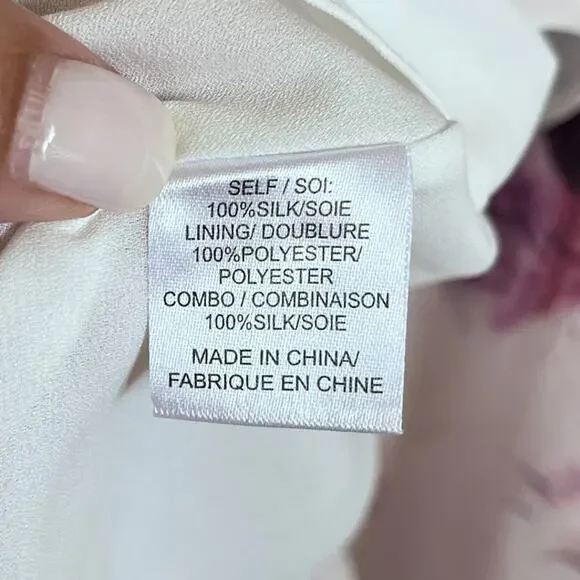 SELF / SOI:
100%SILK/SOIE
LINING/ DOUBLURE
100%POLYESTER/
POLYESTER
COMBO / COMBINAISON
100%SILK/SOIE
MADE IN CHINA/
FABRIQUE EN CHINE